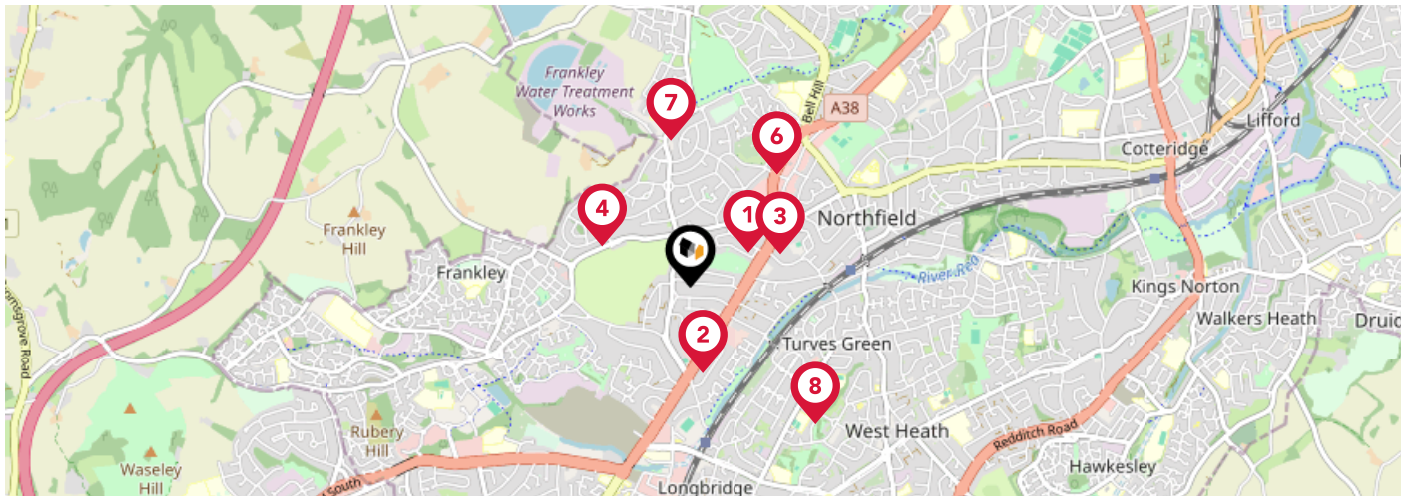 Frankley
Water Treatment
Works
7
Bell Hill
A38
6
Lifford
Cotteridge
4
1
3
Northfield
Frankley
Hill
Frankley
River Rea
Kings Norton
Walkers Heath
Druid
2
Turves Green
8
Rubery
Hill
West Heath
Redditch Road
Waseley
Hill
Hawkesley
South
Longbridge